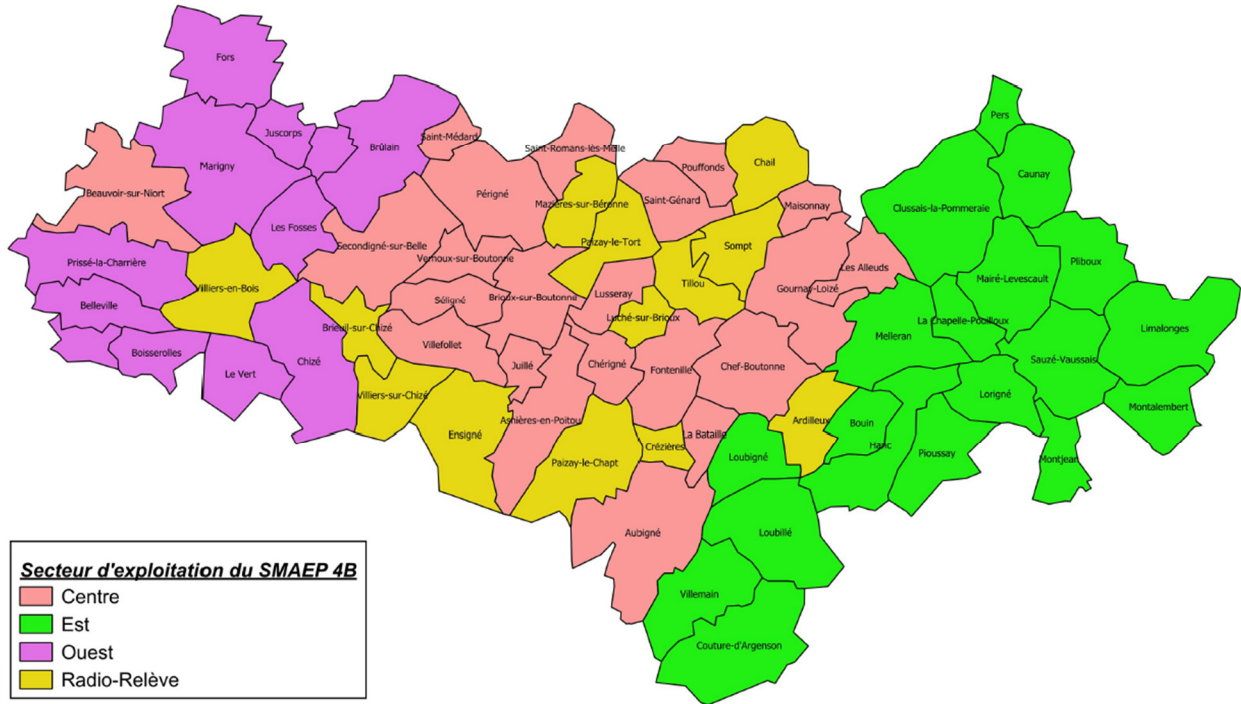 Fors
Juscorps
Saint-Médard
Brûlain
Marigny
Saint-Romans-lès-Melle
Pers
Pouffonds
Chail
Caunay
Beauvoir-sur-Niort
Périgné
Mazières-sur-Béronne
Saint-Génard
Maisonnay
Clussais-la-Pommeraie
Les Fosses
Secondigné-sur-Belle
Paizay-le-Tort
Sompt
Vernoux-sur-Boutonne
Prissé-la-Charrière
Les Alleuds
Pliboux
Mairé-Levescault
Villiers-en-Bois
Tillou
Gournay-Loizé
Belleville
Séligné
Brioux-sur-Boutonne
Lusseray
Luché-sur-Brioux
La Chapelle-Pouilloux
Brieuil-sur-Chizé
Limalonges
Melleran
Villefollet
Boisserolles
Sauzé-Vaussais
Chizé
Juillé
Chérigné
Fontenille
Chef-Boutonne
Le Vert
Villiers-sur-Chizé
Lorigné
Montalembert
Asnières-en-Poitou
Ardilleux
Bouin
Ensigné
La Bataille
Hanc
Crézières
Pioussay
Loubigné
Montjean
Paizay-le-Chapt
Aubigné
Loubillé
Villemain
Couture-d'Argenson
Secteur d'exploitation du SMAEP 4B
Centre
Est
Ouest
Radio-Relève